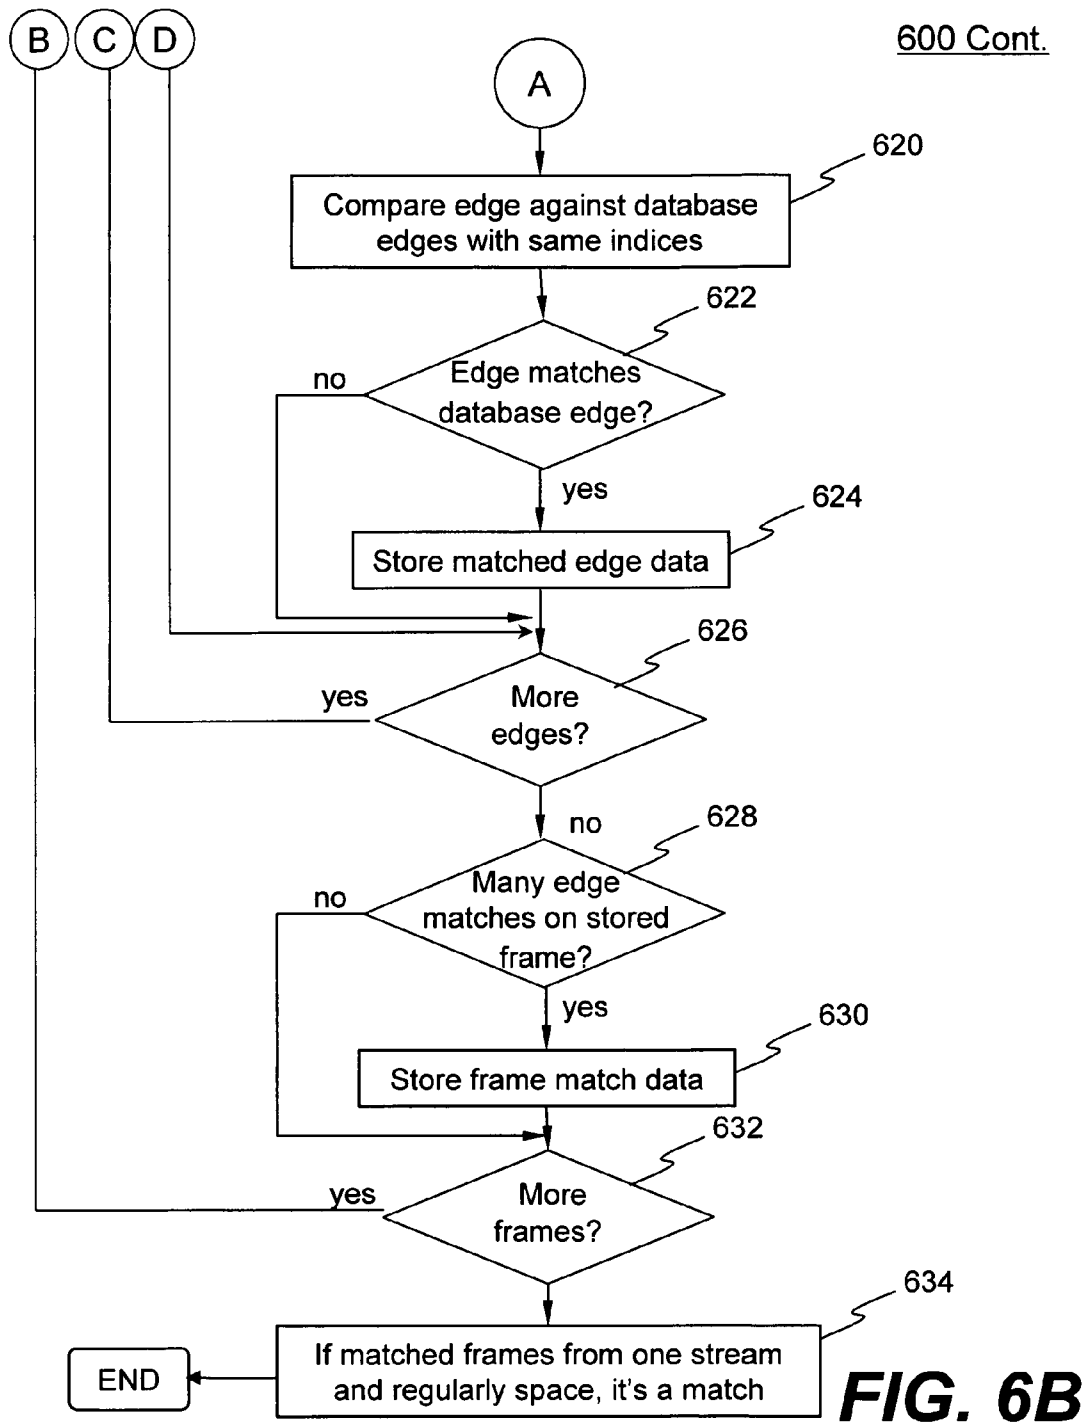 B C D
600 Cont.
A
620
Compare edge against database
edges with same indices
622
Edge matches
database edge?
no
yes
624
Store matched edge data
626
More
edges?
yes
no
628
Many edge
matches on stored
frame?
no
yes
630
Store frame match data
632
More
frames?
yes
634
If matched frames from one stream
and regularly space, it's a match
END
FIG. 6B